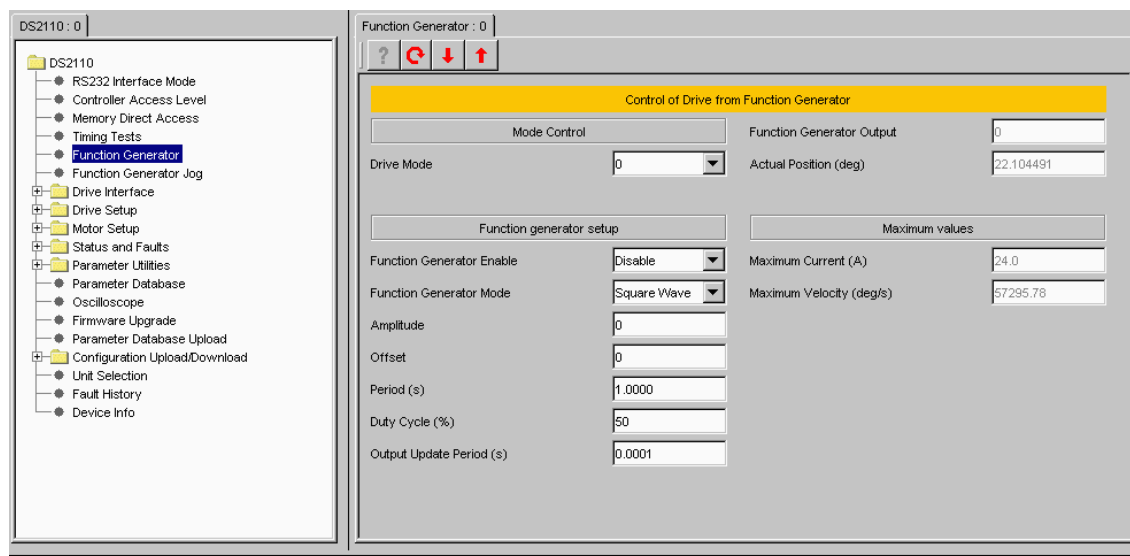 DS2110 : 0
DS2110
RS232 Interface Mode
Controller Access Level
Memory Direct Access
Timing Tests
Function Generator
Function Generator Jog
Drive Interface
Drive Setup
Motor Setup
Status and Faults
Parameter Utilities
Parameter Database
Oscilloscope
Firmware Upgrade
Parameter Database Upload
Configuration Upload/Download
Unit Selection
Fault History
Device Info
Function Generator : 0
?
Control of Drive from Function Generator
Mode Control
Function Generator Output 0
Drive Mode 0
Actual Position (deg) 22.104491
Function generator setup
Maximum values
Function Generator Enable Disable
Maximum Current (A) 24.0
Function Generator Mode Square Wave
Maximum Velocity (deg/s) 57295.78
Amplitude 0
Offset 0
Period (s) 1.0000
Duty Cycle (%) 50
Output Update Period (s) 0.0001